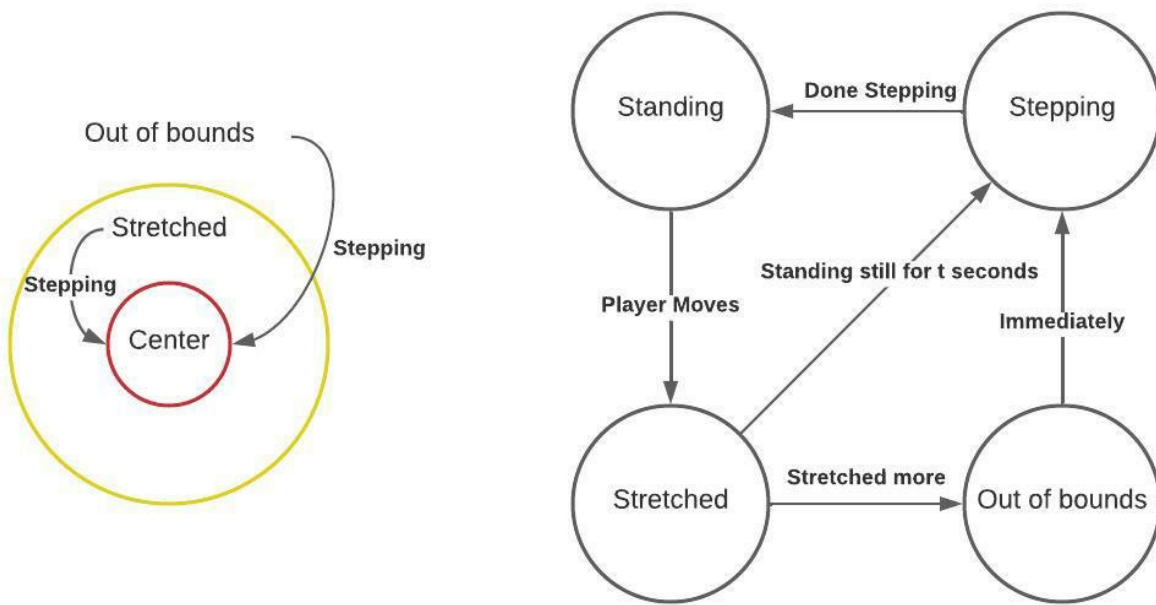 Out of bounds
Stretched
Stepping
Stepping
Center
Standing
Done Stepping
Stepping
Player Moves
Standing still for t seconds
Immediately
Stretched
Stretched more
Out of bounds